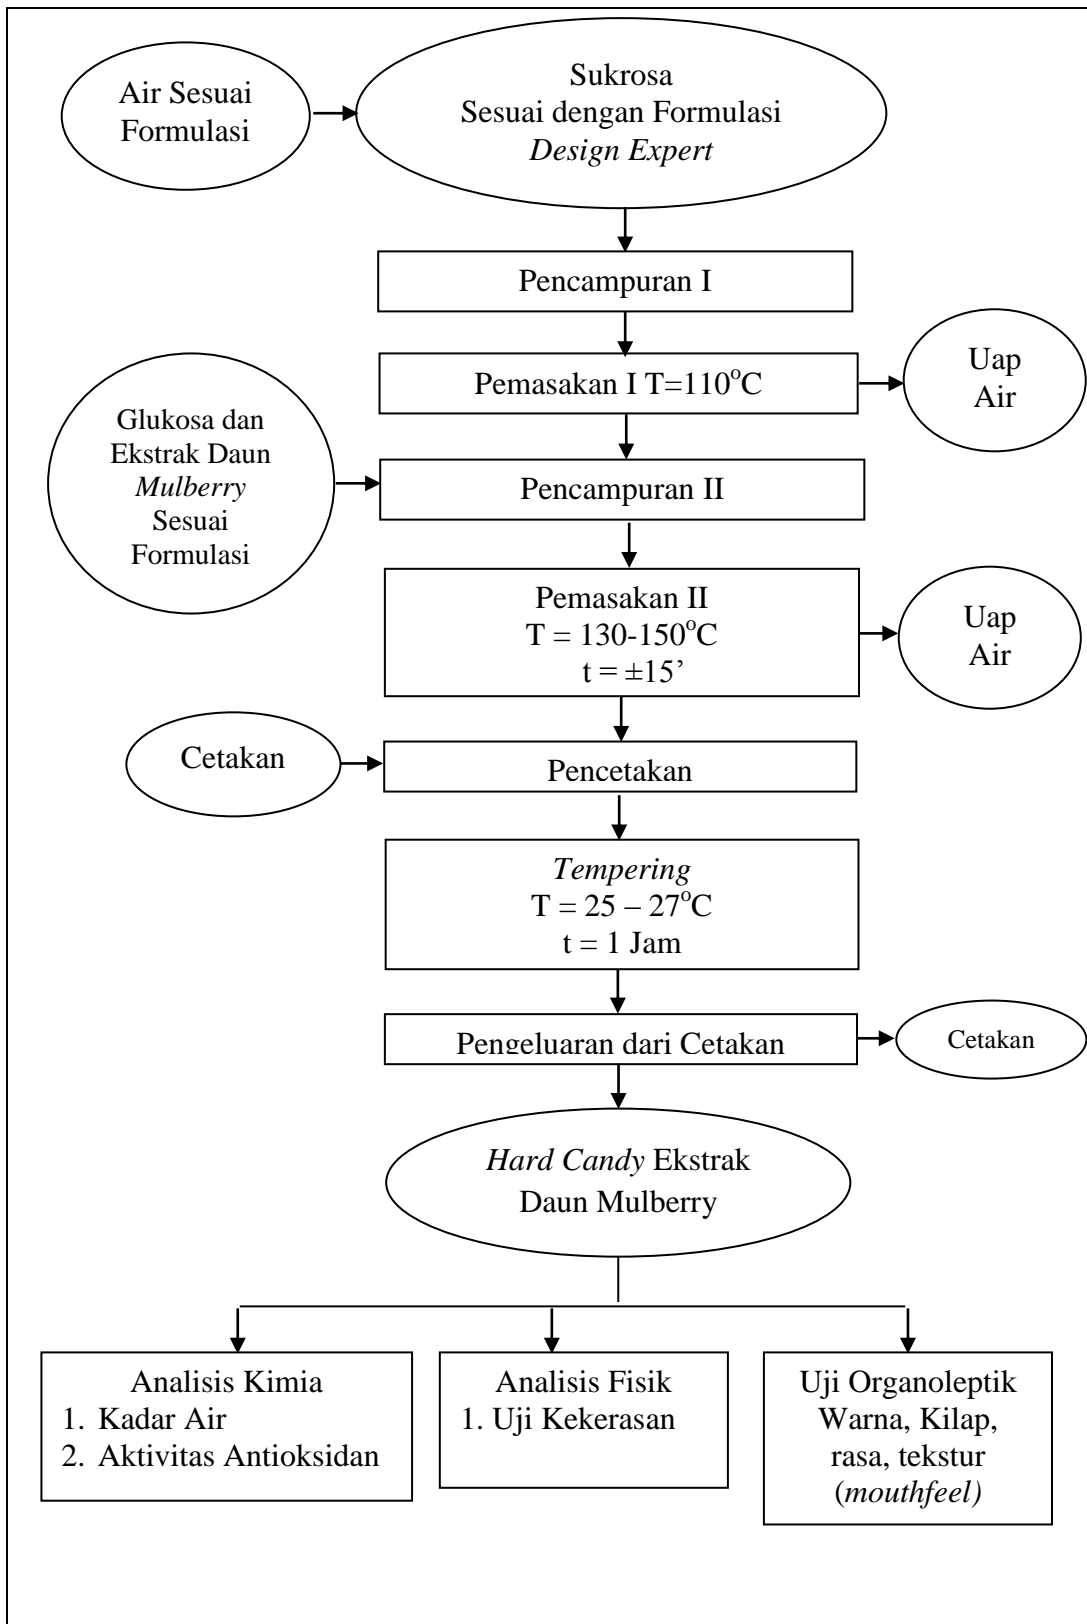 Air Sesuai
Formulasi
Sukrosa
Sesuai dengan Formulasi
Design Expert
Pencampuran I
Pemasakan I T=110°C
Uap
Air
Glukosa dan
Ekstrak Daun
Mulberry
Sesuai
Formulasi
Pencampuran II
Pemasakan II
T = 130-150°C
t = ±15’
Uap
Air
Cetakan
Pencetakan
Tempering
T = 25 – 27°C
t = 1 Jam
Pengeluaran dari Cetakan
Cetakan
Hard Candy Ekstrak
Daun Mulberry
Analisis Kimia
1. Kadar Air
2. Aktivitas Antioksidan
Analisis Fisik
1. Uji Kekerasan
Uji Organoleptik
Warna, Kilap,
rasa, tekstur
(mouthfeel)